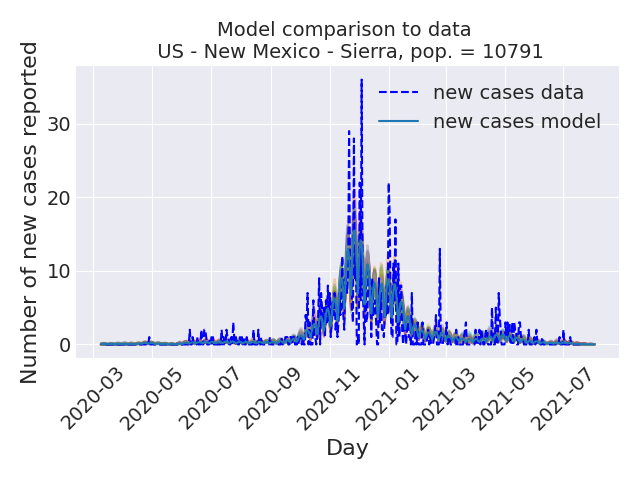 Model comparison to data
US - New Mexico - Sierra, pop. = 10791
Number of new cases reported
30
20
10
0
new cases data
new cases model
2020-03
2020-05
2020-07
2020-09
2020-11
2021-01
2021-03
2021-05
2021-07
Day